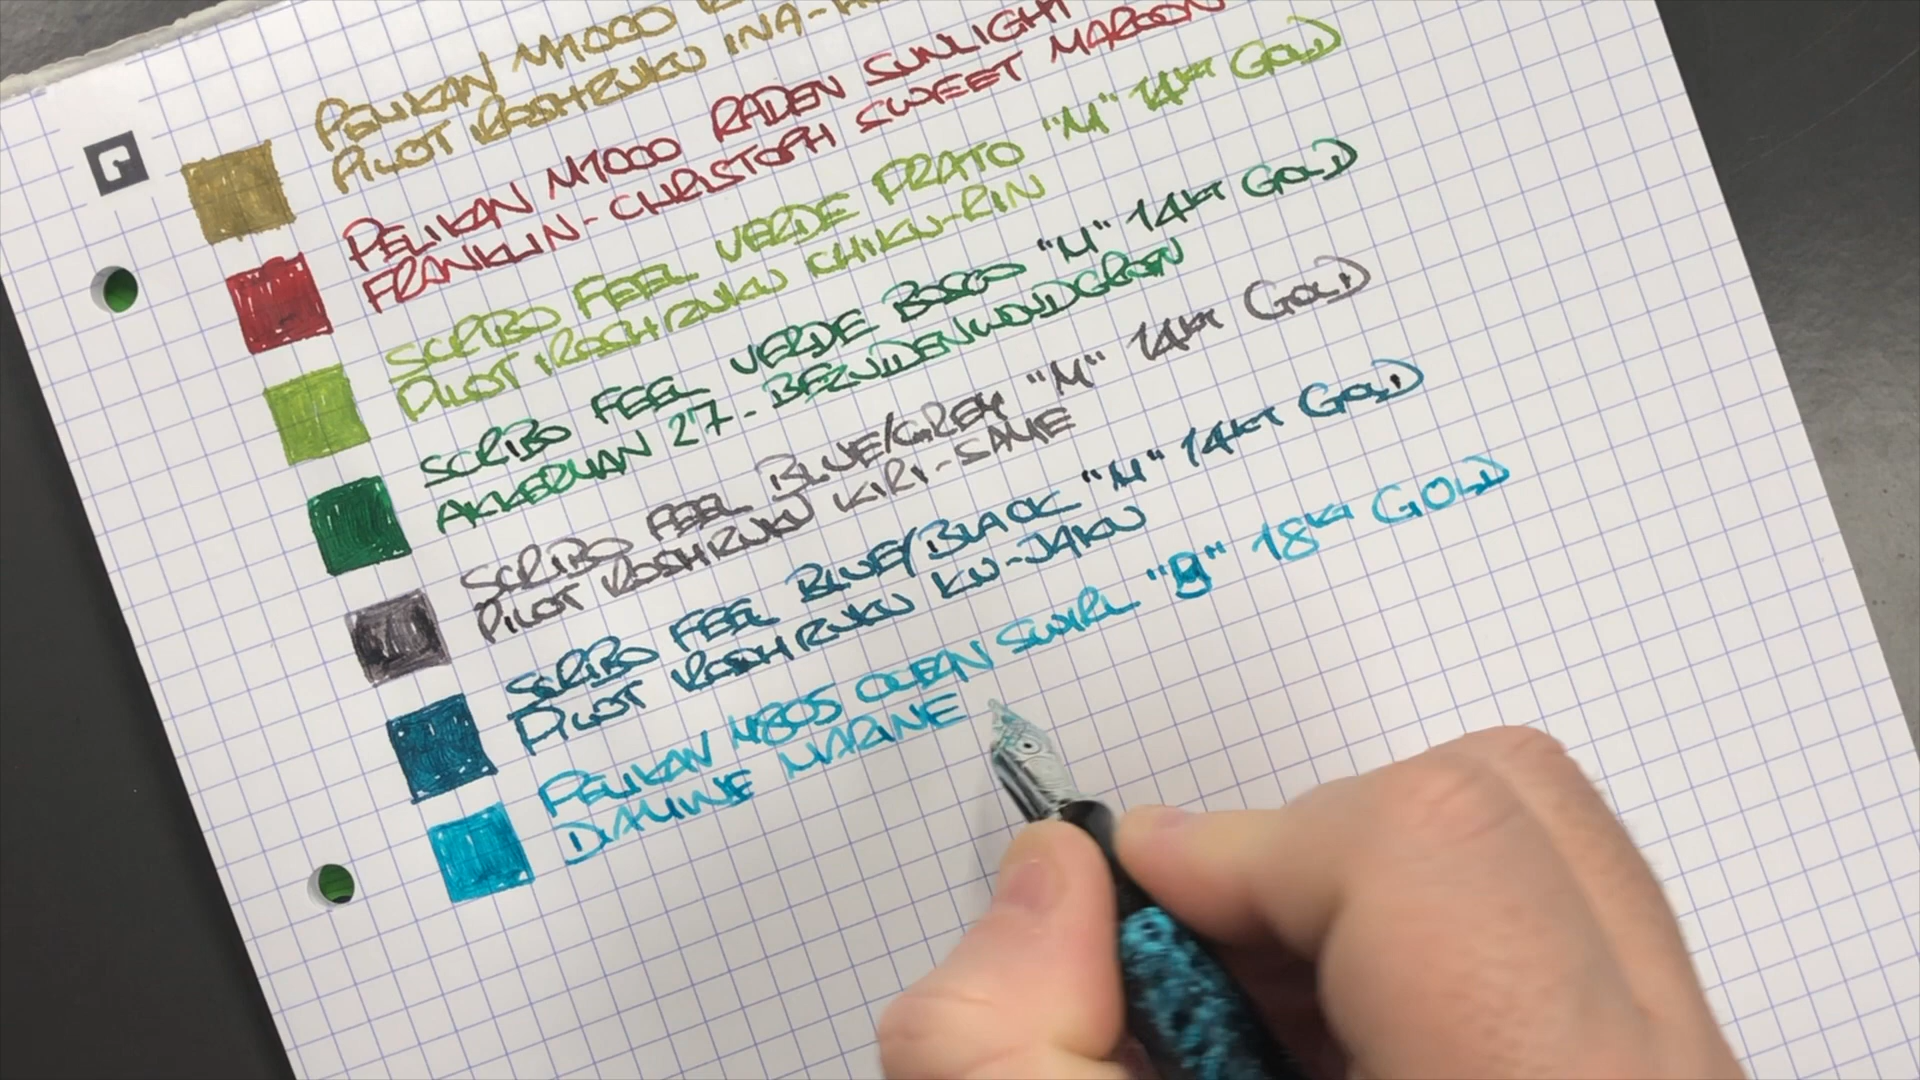 PELIKAN M1000
PILOT IROSHIZUKU INA-HO
PELIKAN M1000 RADEN SUNLIGHT
FRANKLIN-CHRISTOPH SWEET MAROON
SCRIBO FEEL VERDE PRATO "M" 14KT GOLD
PILOT IROSHIZUKU CHIKU-RIN
SCRIBO FEEL VERDE BOSCO "M" 14KT GOLD
AKKERMAN 27 - BEZUIDENWOUDGROEN
SCRIBO FEEL BLUE/GREY "M" 14KT GOLD
PILOT IROSHIZUKU KIRI-SAME
SCRIBO FEEL BLUE/BLACK "M" 14KT GOLD
PILOT IROSHIZUKU KU-JAKU
PELIKAN M805 OCEAN SWIRL "B" 18KT GOLD
DIAMINE MARINE